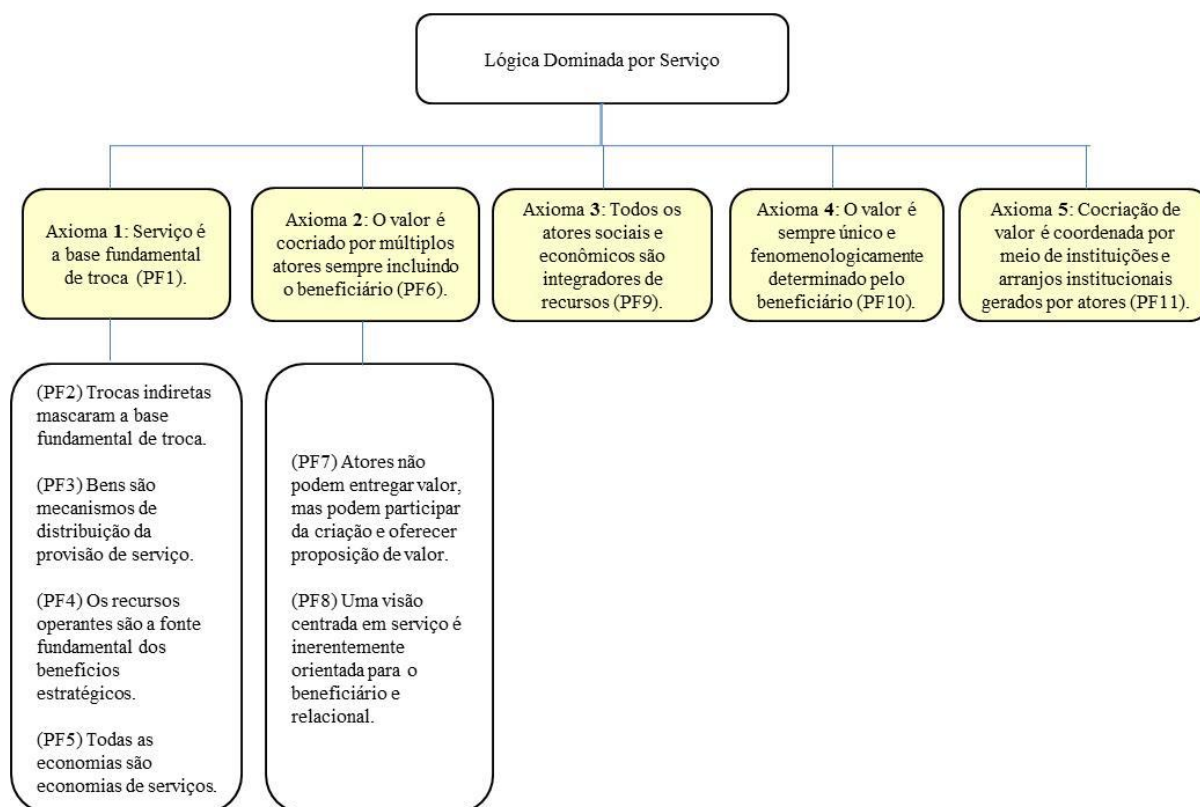 Lógica Dominada por Serviço
Axioma 1: Serviço é
a base fundamental
de troca (PF1).
Axioma 2: O valor é
cocriado por múltiplos
atores sempre incluindo
o beneficiário (PF6).
Axioma 3: Todos os
atores sociais e
econômicos são
integradores de
recursos (PF9).
Axioma 4: O valor é
sempre único e
fenomenologicamente
determinado pelo
beneficiário (PF10).
Axioma 5: Cocriação de
valor é coordenada por
meio de instituições e
arranjos institucionais
gerados por atores (PF11).
(PF2) Trocas indiretas
mascaram a base
fundamental de troca.
(PF3) Bens são
mecanismos de
distribuição da
provisão de serviço.
(PF4) Os recursos
operantes são a fonte
fundamental dos
benefícios
estratégicos.
(PF5) Todas as
economias são
economias de serviços.
(PF7) Atores não
podem entregar valor,
mas podem participar
da criação e oferecer
proposição de valor.
(PF8) Uma visão
centrada em serviço é
inerentemente
orientada para o
beneficiário e
relacional.